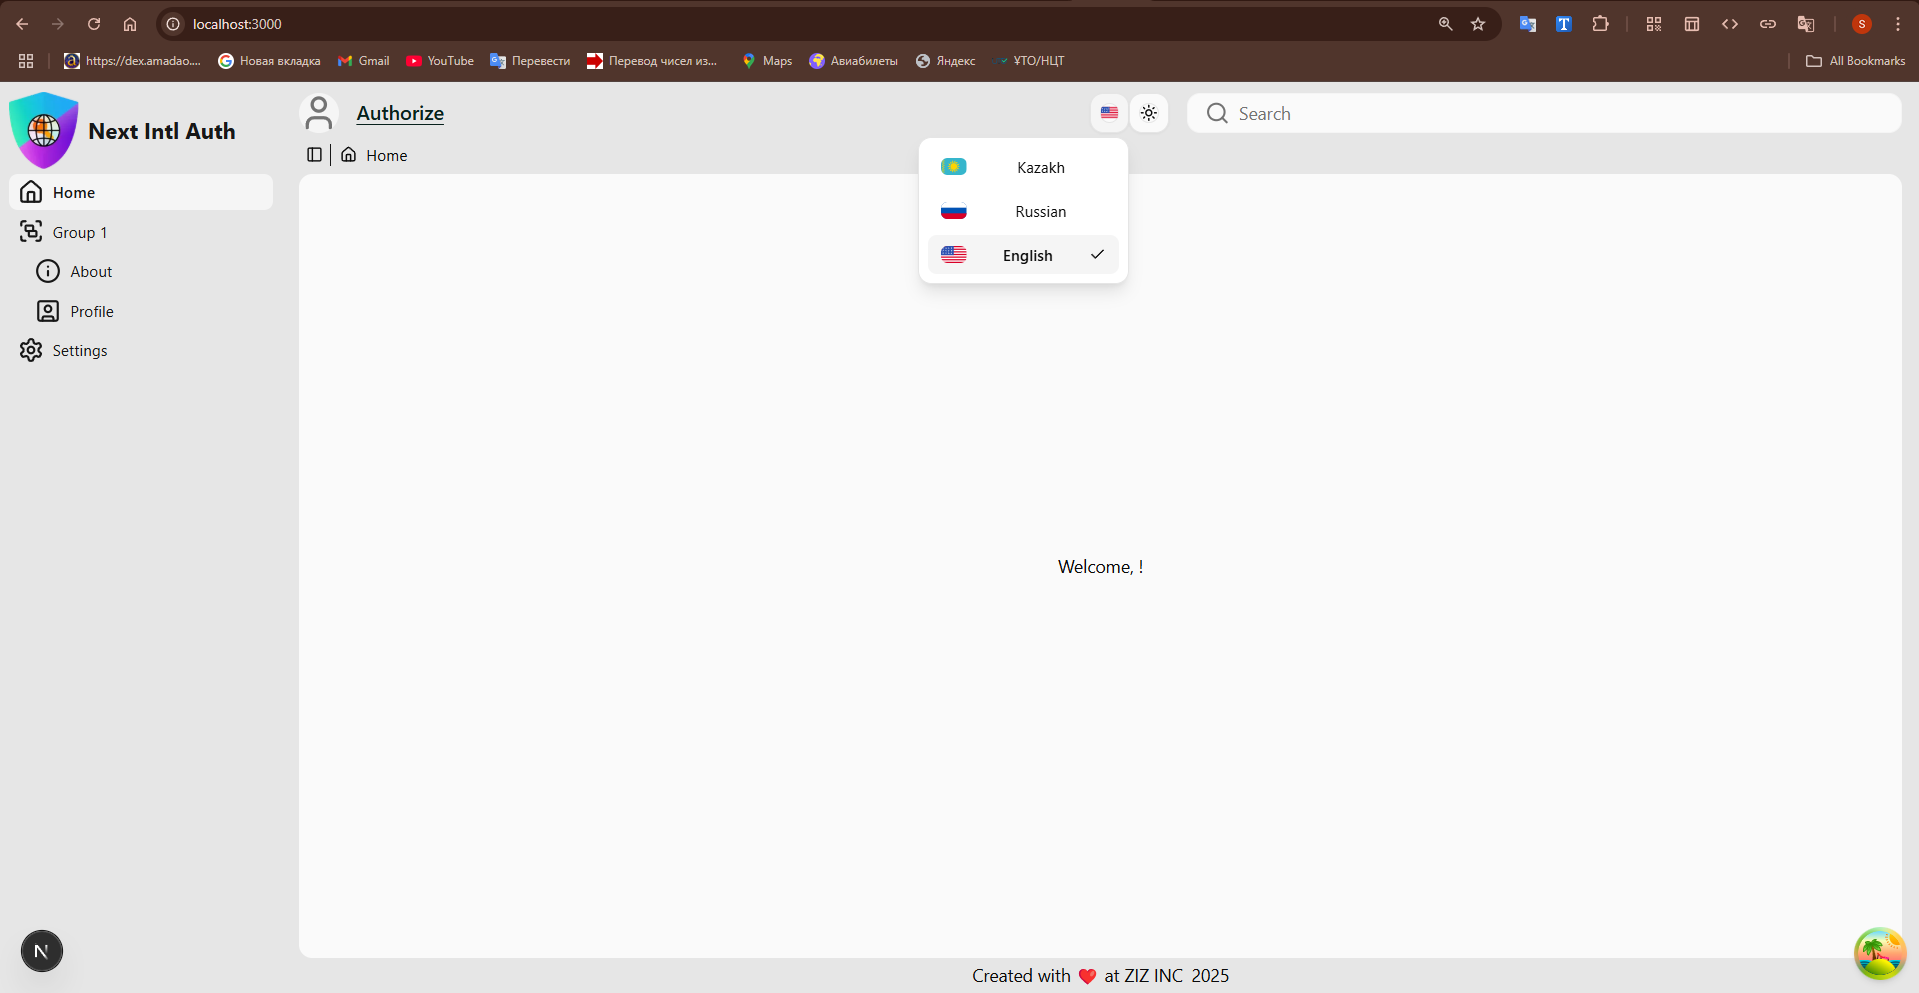 localhost:3000
S
https://dex.amadao.... Новая вкладка Gmail YouTube Перевести Перевод чисел из... Maps Авиабилеты Яндекс ҰТО/НЦТ All Bookmarks
Next Intl Auth
Authorize
Search
Home
Home
Group 1
About
Profile
Settings
Kazakh
Russian
English
Welcome, !
N
Created with ❤️ at ZIZ INC 2025